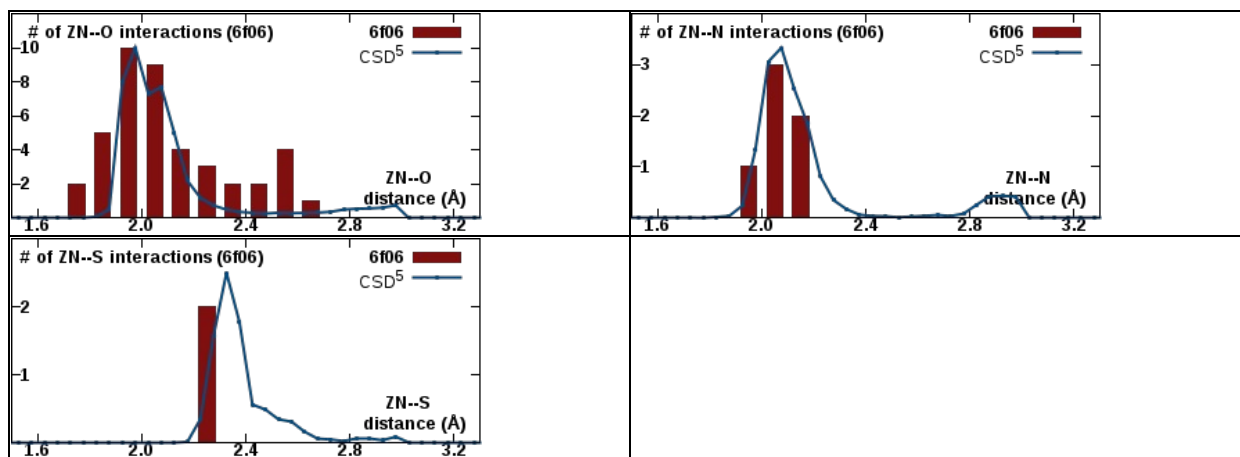 # of ZN--O interactions (6f06)
6f06
CSD5
10
8
6
4
2
ZN--O
distance (Å)
1.6 2.0 2.4 2.8 3.2
# of ZN--N interactions (6f06)
6f06
CSD5
3
2
1
ZN--N
distance (Å)
1.6 2.0 2.4 2.8 3.2
# of ZN--S interactions (6f06)
6f06
CSD5
2
1
ZN--S
distance (Å)
1.6 2.0 2.4 2.8 3.2